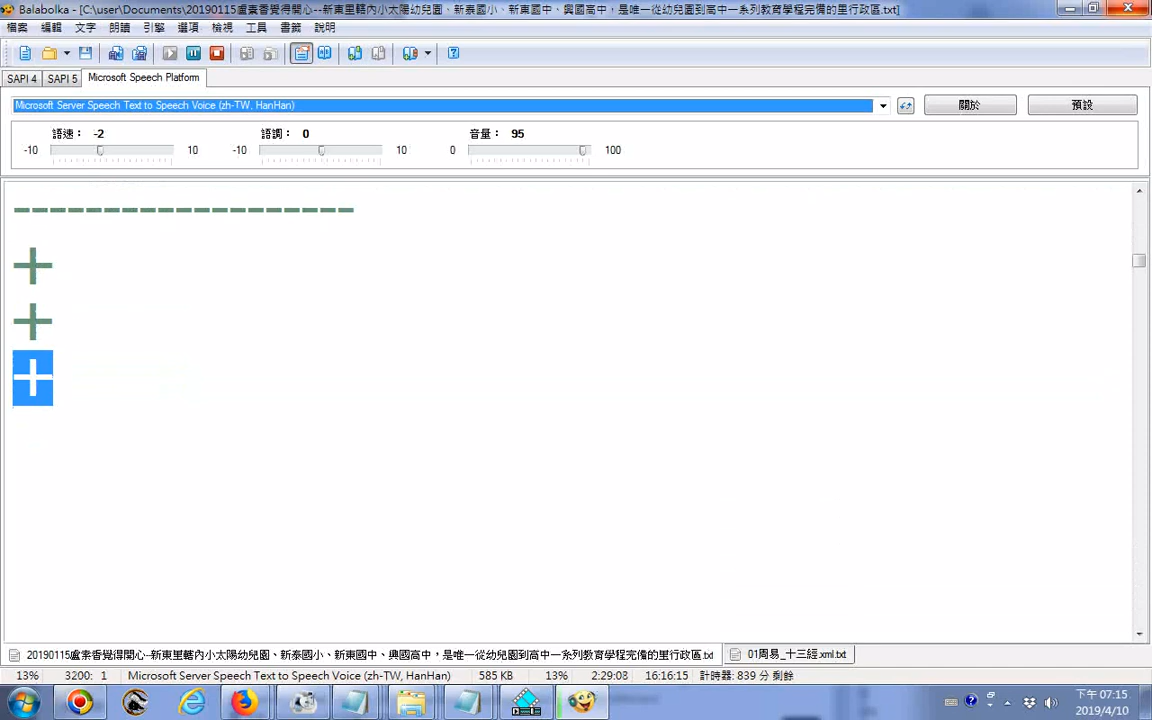 Balabolka - [C:\user\Documents\20190115盧素香覺得開心--新東里轄內小太陽幼兒園、新泰國小、新東國中、興國高中，是唯一從幼兒園到高中一系列教育學程完備的里行政區.txt]
檔案 編輯 文字 朗讀 引擎 選項 檢視 工具 書籤 說明
SAPI 4 SAPI 5 Microsoft Speech Platform
Microsoft Server Speech Text to Speech Voice (zh-TW, HanHan) 關於 預設
語速： -2 語調： 0 音量： 95
-10 10 -10 10 0 100
-------------------
+
+
+
20190115盧素香覺得開心--新東里轄內小太陽幼兒園、新泰國小、新東國中、興國高中，是唯一從幼兒園到高中一系列教育學程完備的里行政區.txt 01周易_十三經.xml.txt
13% 3200: 1 Microsoft Server Speech Text to Speech Voice (zh-TW, HanHan) 585 KB 13% 2:29:08 16:16:15 計時器: 839 分 剩餘
下午 07:15
2019/4/10